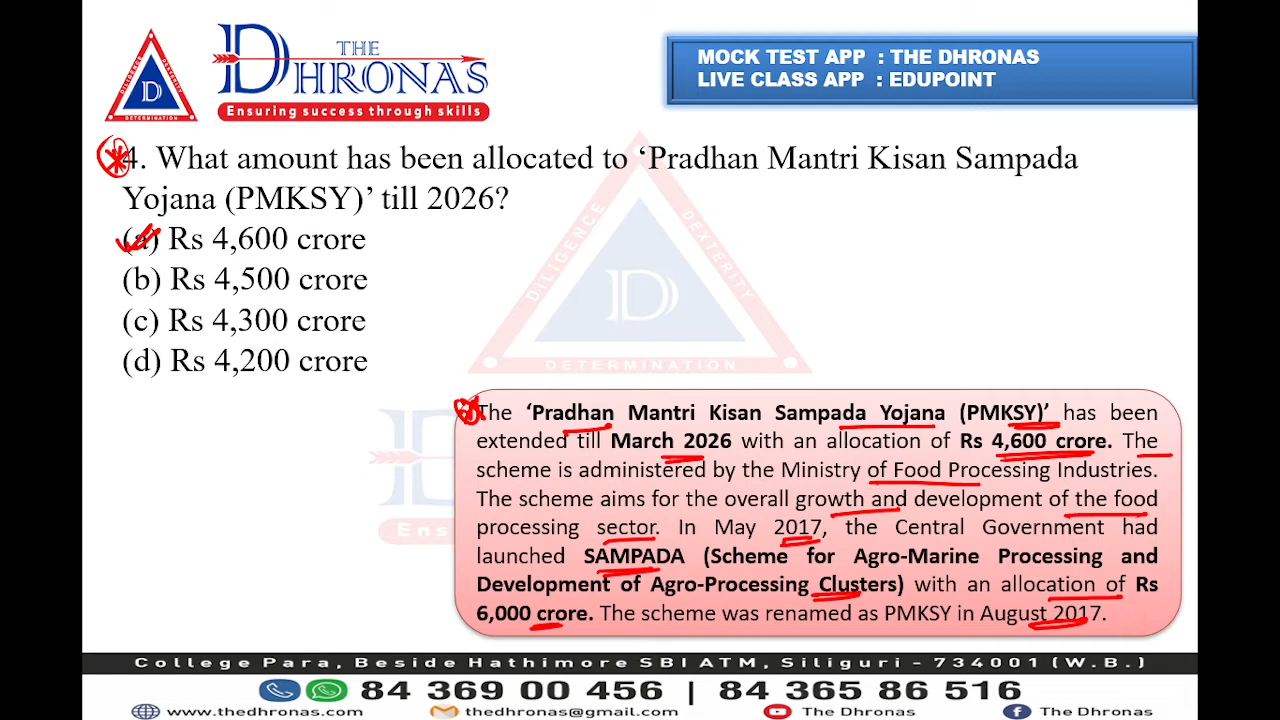 THE
DHRONAS
Ensuring success through skills
DILIGENCE
DEXTERITY
D
DETERMINATION
MOCK TEST APP : THE DHRONAS
LIVE CLASS APP : EDUPOINT
4. What amount has been allocated to ‘Pradhan Mantri Kisan Sampada
Yojana (PMKSY)’ till 2026?
(a) Rs 4,600 crore
(b) Rs 4,500 crore
(c) Rs 4,300 crore
(d) Rs 4,200 crore
DILIGENCE
DEXTERITY
D
DETERMINATION
The ‘Pradhan Mantri Kisan Sampada Yojana (PMKSY)’ has been
extended till March 2026 with an allocation of Rs 4,600 crore. The
scheme is administered by the Ministry of Food Processing Industries.
The scheme aims for the overall growth and development of the food
processing sector. In May 2017, the Central Government had
launched SAMPADA (Scheme for Agro-Marine Processing and
Development of Agro-Processing Clusters) with an allocation of Rs
6,000 crore. The scheme was renamed as PMKSY in August 2017.
College Para, Beside Hathimore SBI ATM, Siliguri - 734001 (W.B.)
84 369 00 456 | 84 365 86 516
www.thedhronas.com thedhronas@gmail.com The Dhronas The Dhronas